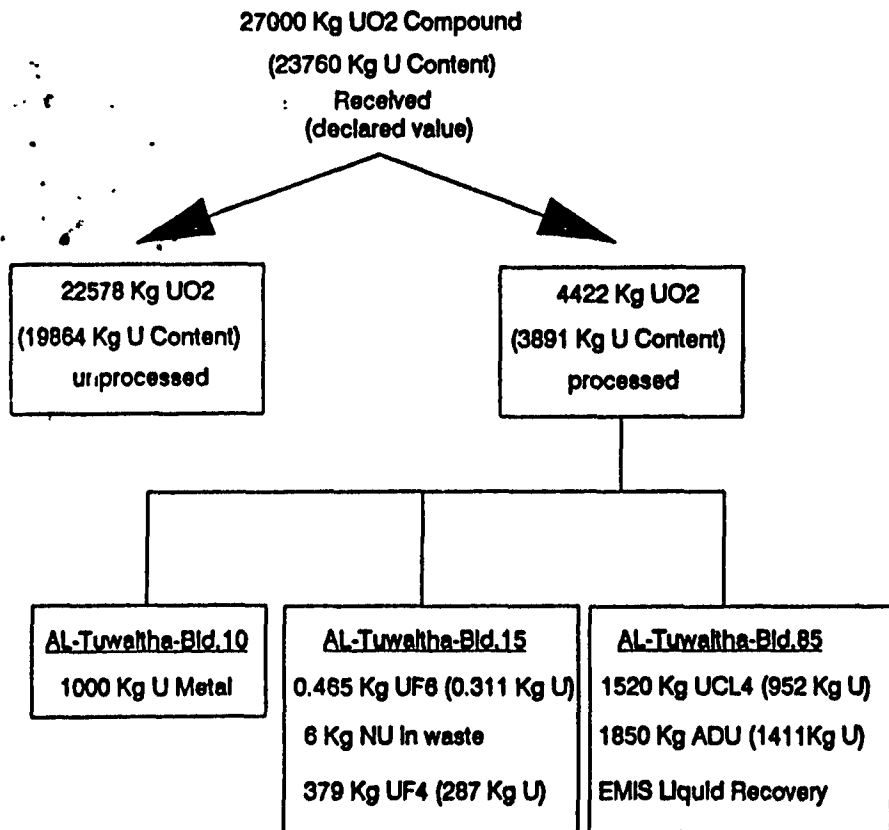 27000 Kg UO2 Compound
(23760 Kg U Content)
Received
(declared value)
22578 Kg UO2
(19864 Kg U Content)
unprocessed
4422 Kg UO2
(3891 Kg U Content)
processed
AL-Tuwaitha-Bld.10
1000 Kg U Metal
AL-Tuwaitha-Bld.15
0.465 Kg UF6 (0.311 Kg U)
6 Kg NU in waste
379 Kg UF4 (287 Kg U)
AL-Tuwaitha-Bld.85
1520 Kg UCL4 (952 Kg U)
1850 Kg ADU (1411Kg U)
EMIS Liquid Recovery